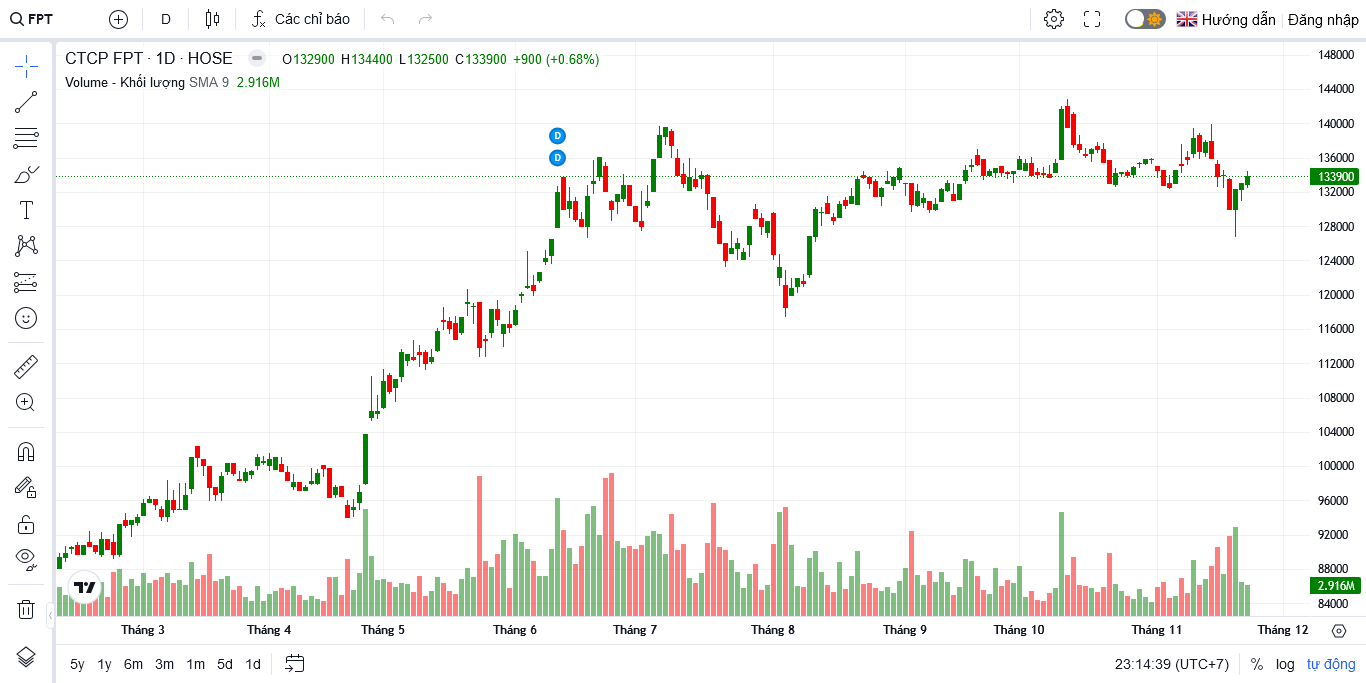 FPT D Các chỉ báo Hướng dẫn Đăng nhập
CTCP FPT · 1D · HOSE O132900 H134400 L132500 C133900 +900 (+0.68%)
Volume - Khối lượng SMA 9 2.916M
148000
144000
140000
136000
133900
132000
128000
124000
120000
116000
112000
108000
104000
100000
96000
92000
88000
2.916M
84000
D
D
Tháng 3 Tháng 4 Tháng 5 Tháng 6 Tháng 7 Tháng 8 Tháng 9 Tháng 10 Tháng 11 Tháng 12
5y 1y 6m 3m 1m 5d 1d 23:14:39 (UTC+7) % log tự động